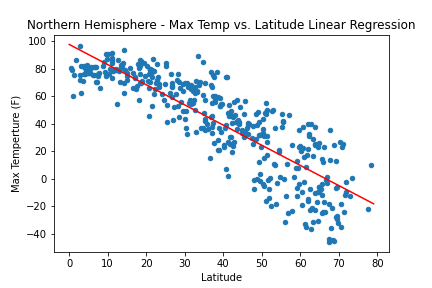 Northern Hemisphere - Max Temp vs. Latitude Linear Regression
100
80
60
40
20
0
−20
−40
Max Temperture (F)
0 10 20 30 40 50 60 70 80
Latitude